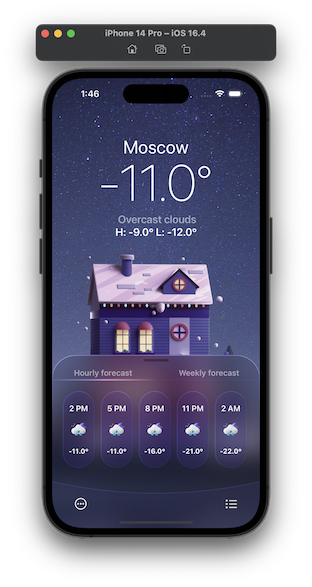 iPhone 14 Pro – iOS 16.4
1:46
Moscow
-11.0°
Overcast clouds
H: -9.0° L: -12.0°
Hourly forecast Weekly forecast
2 PM 5 PM 8 PM 11 PM 2 AM
-11.0° -11.0° -16.0° -21.0° -22.0°